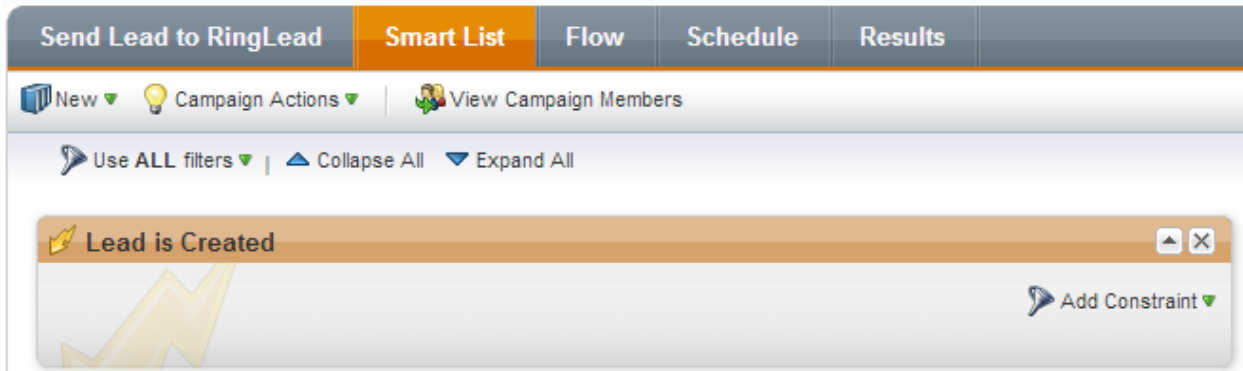 Send Lead to RingLead Smart List Flow Schedule Results
New Campaign Actions View Campaign Members
Use ALL filters | Collapse All Expand All
Lead is Created
Add Constraint